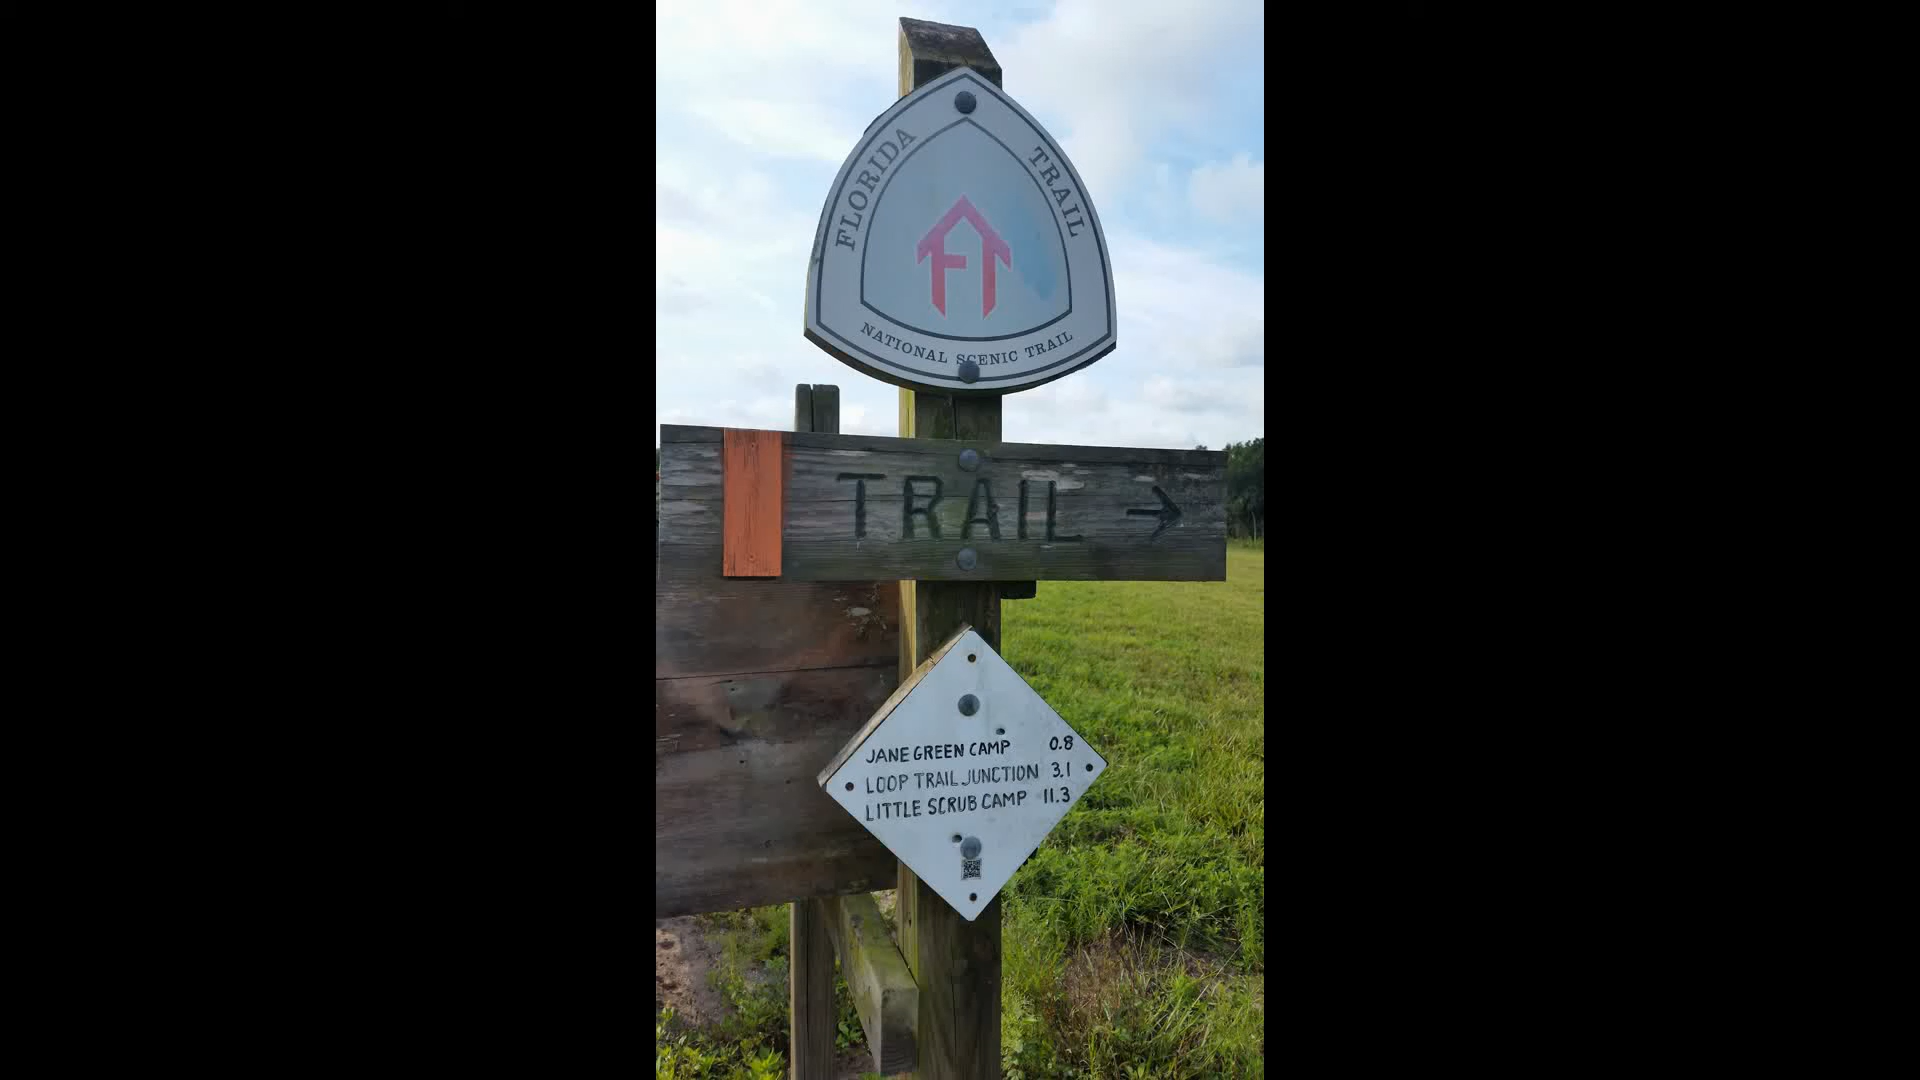 FLORIDA TRAIL
FT
NATIONAL SCENIC TRAIL
TRAIL →
JANE GREEN CAMP 0.8
LOOP TRAIL JUNCTION 3.1
LITTLE SCRUB CAMP 11.3